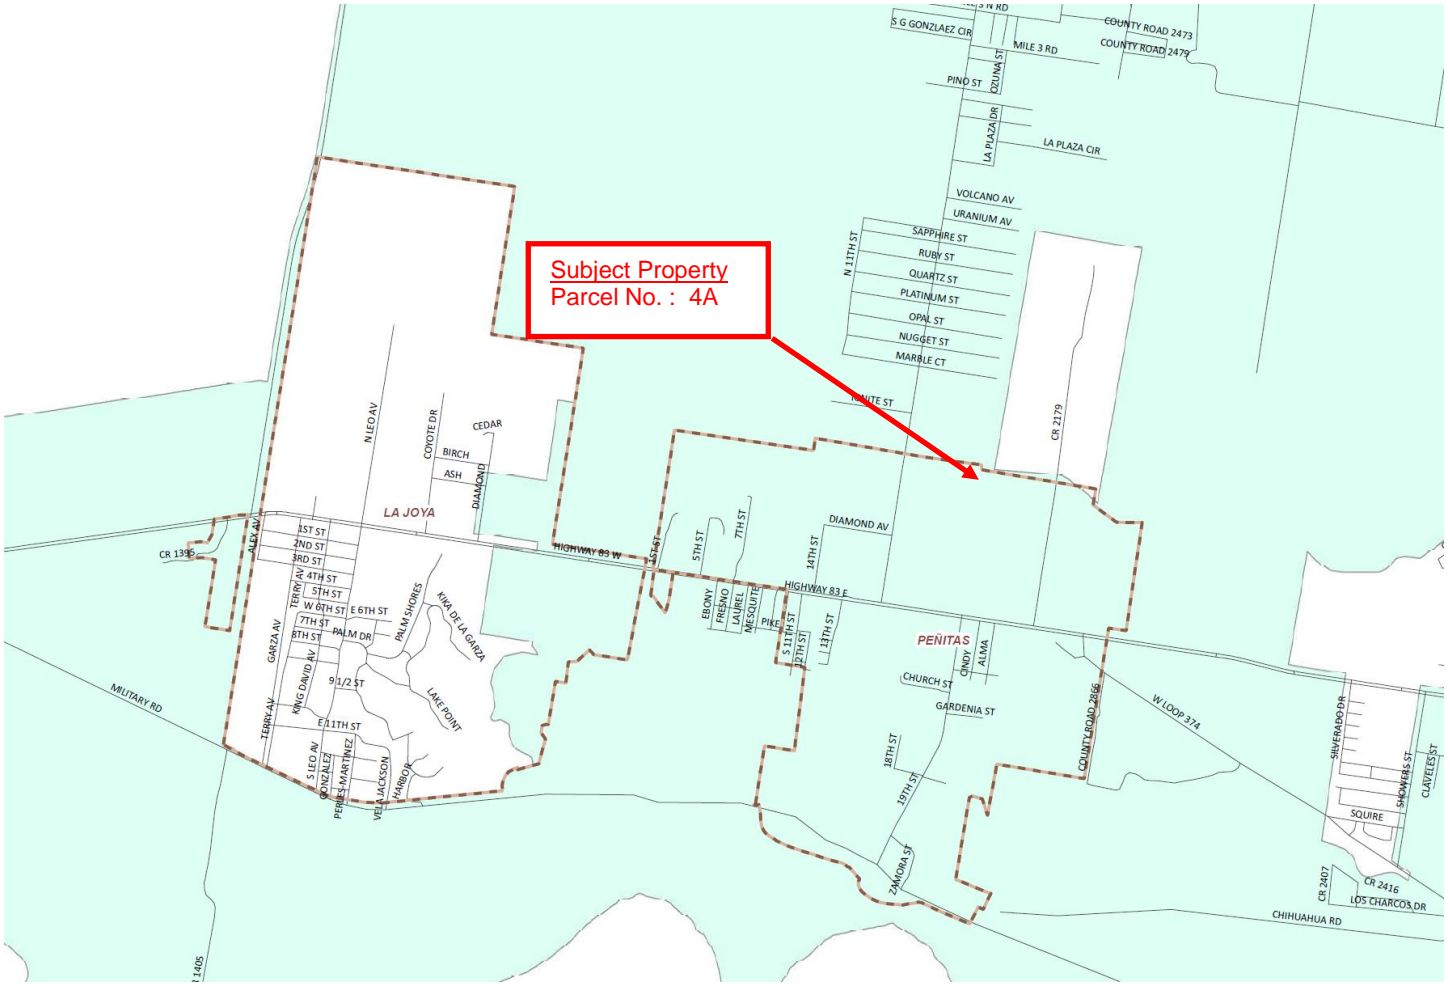 S N RD
S G GONZLAEZ CIR
COUNTY ROAD 2473
MILE 3 RD
COUNTY ROAD 2479
OZUNA ST
PINO ST
LA PLAZA DR
LA PLAZA CIR
VOLCANO AV
URANIUM AV
N 11TH ST
SAPPHIRE ST
RUBY ST
QUARTZ ST
PLATINUM ST
OPAL ST
NUGGET ST
MARBLE CT
Subject Property
Parcel No. : 4A
N LEO AV
COYOTE DR
CEDAR
BIRCH
ASH
DIAMOND
CR 2179
LA JOYA
ALEX AV
CR 1395
1ST ST
2ND ST
3RD ST
4TH ST
5TH ST
W 6TH ST
E 6TH ST
7TH ST
8TH ST
PALM DR
TERRY AV
GARZA AV
KING DAVID AV
PALM SHORES
KIKA DE LA GARZA
9 1/2 ST
LAKE POINT
TERRY AV
E 11TH ST
MILITARY RD
S LEO AV
GONZALEZ
PERLES-MARTINEZ
VELA JACKSON
HARBOR
HIGHWAY 83 W
1ST ST
5TH ST
7TH ST
14TH ST
DIAMOND AV
HIGHWAY 83 E
EBONY
FRESNO
LAUREL
MESQUITE
PIKE
S 11TH ST
12TH ST
13TH ST
PEÑITAS
CINDY
ALMA
CHURCH ST
GARDENIA ST
18TH ST
19TH ST
ZAMORA ST
COUNTY ROAD 2866
W LOOP 374
SILVERADO DR
SHOWERS ST
CLAVELES ST
SQUIRE
CR 2407
CR 2416
LOS CHARCOS DR
CHIHUAHUA RD
1405